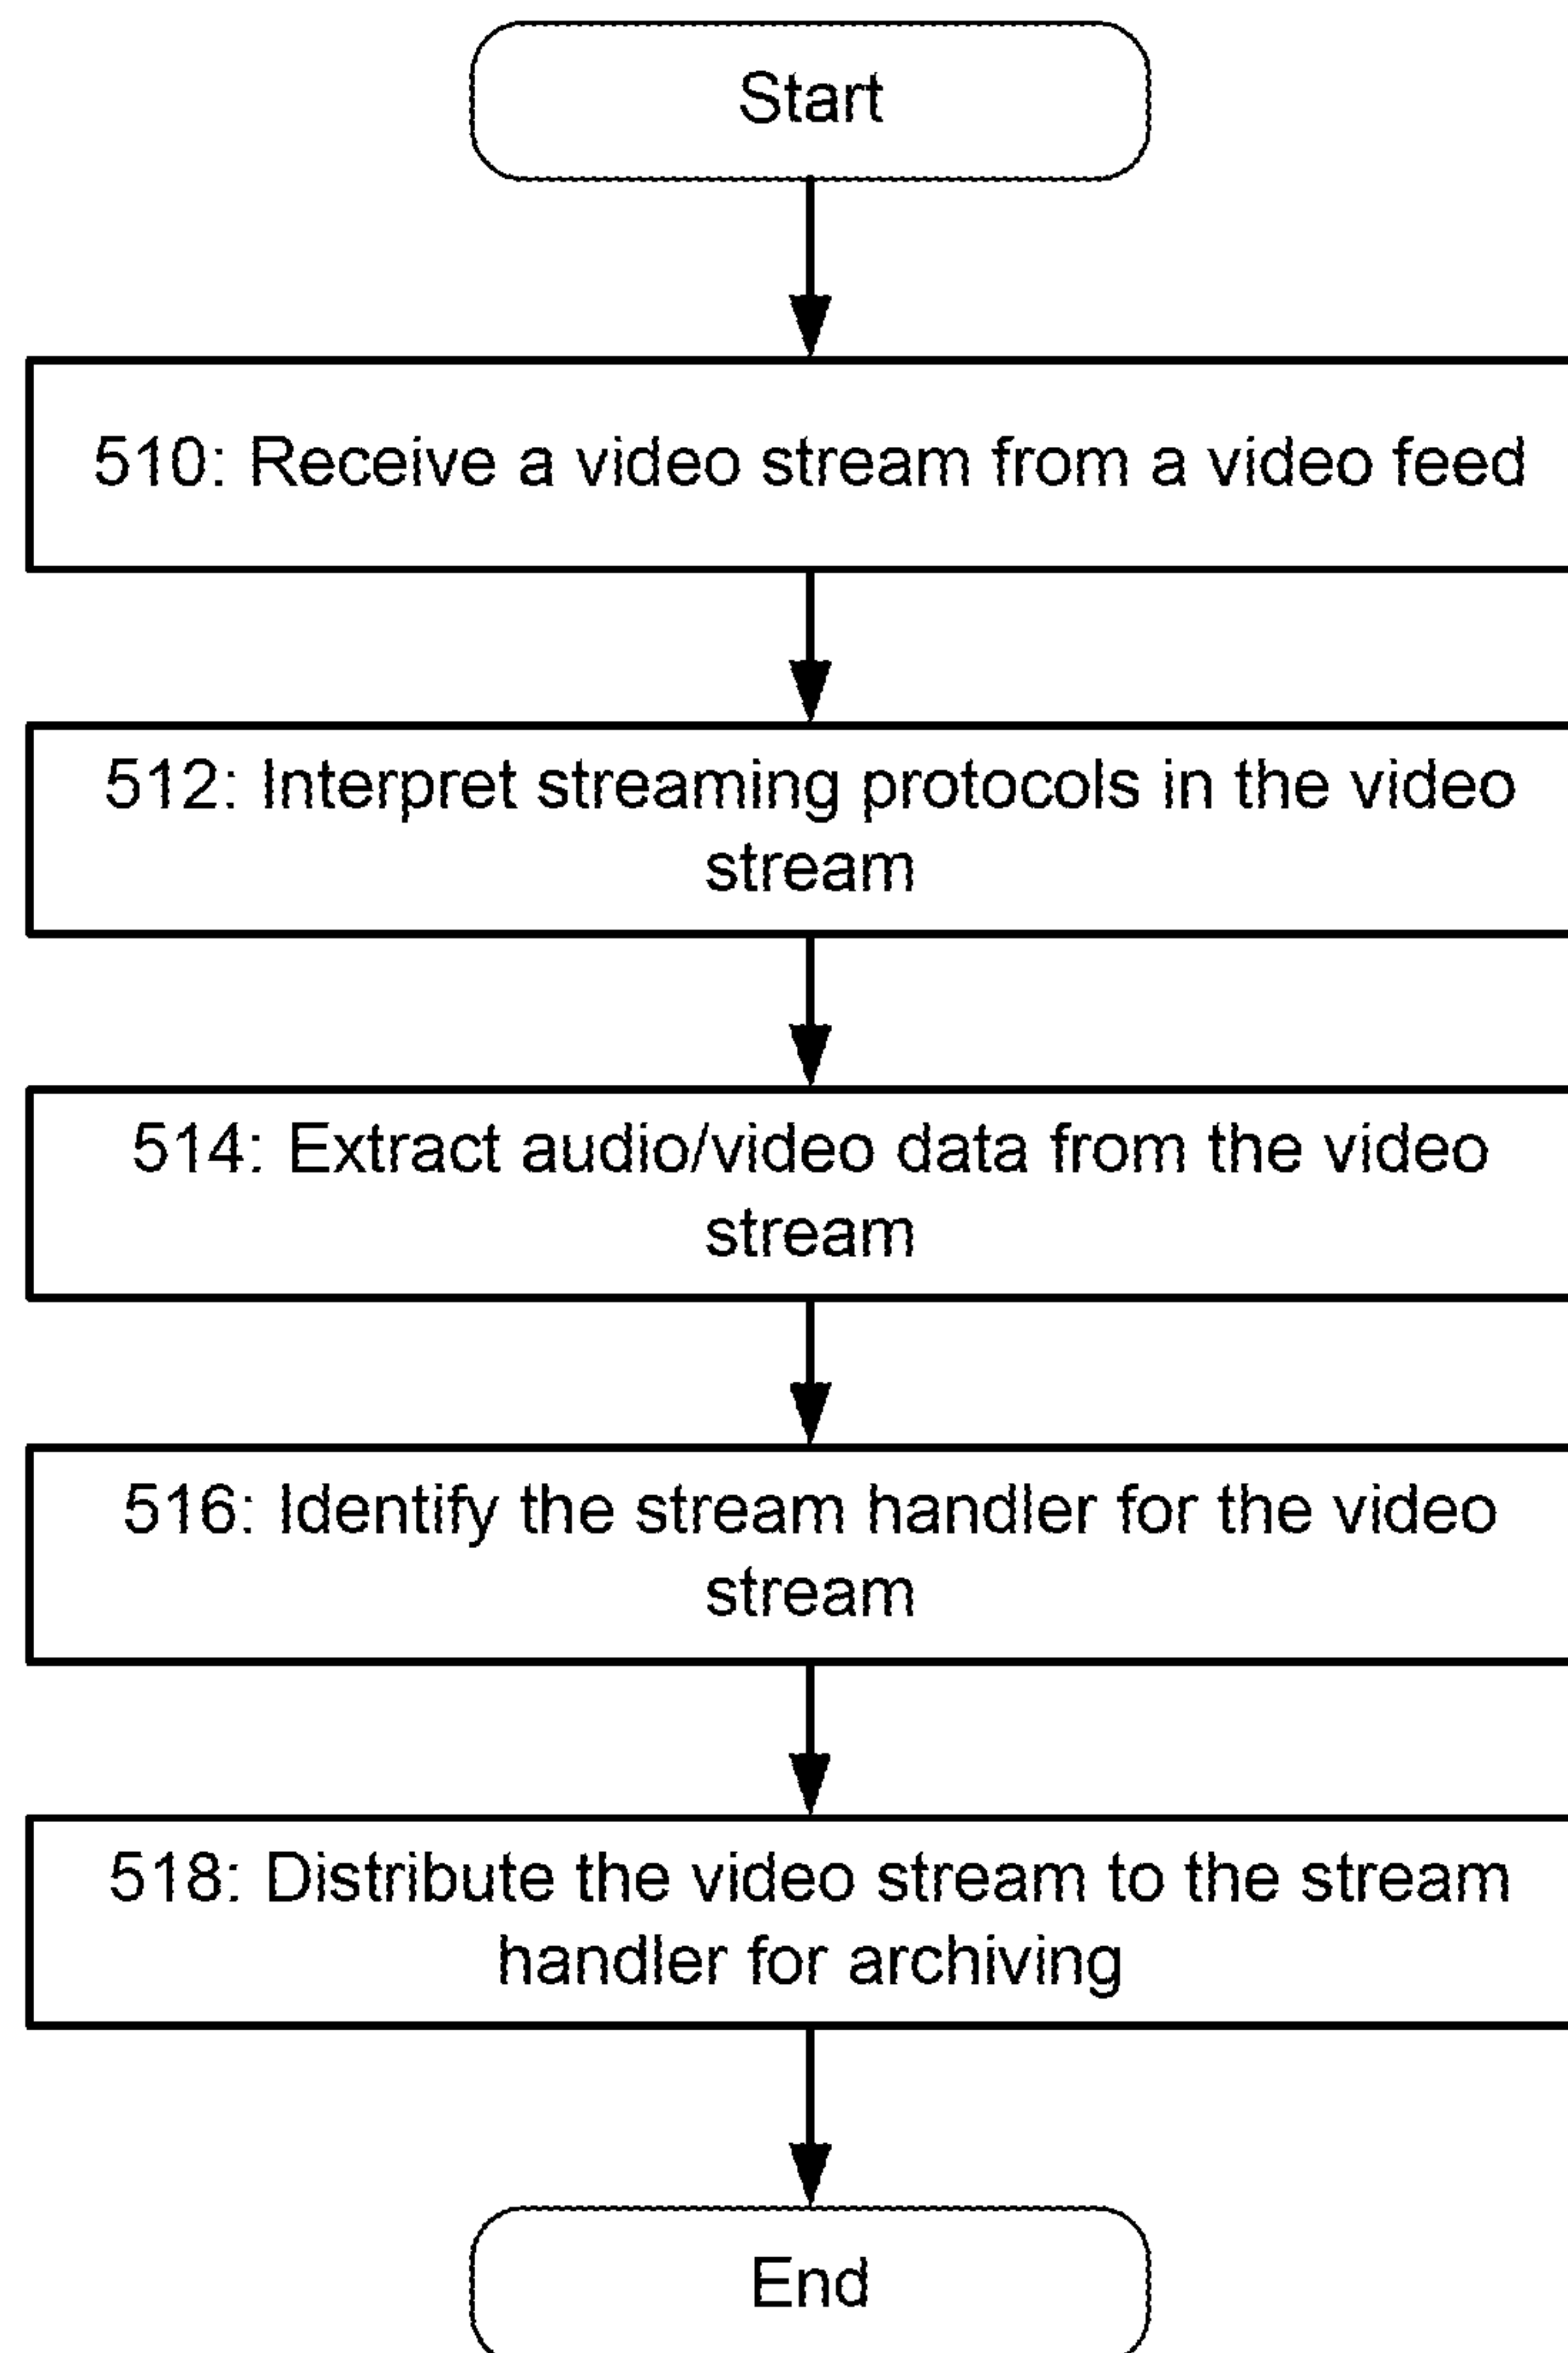 Start
510: Receive a video stream from a video feed
512: Interpret streaming protocols in the video
stream
514: Extract audio/video data from the video
stream
516: Identify the stream handler for the video
stream
518: Distribute the video stream to the stream
handler for archiving
End